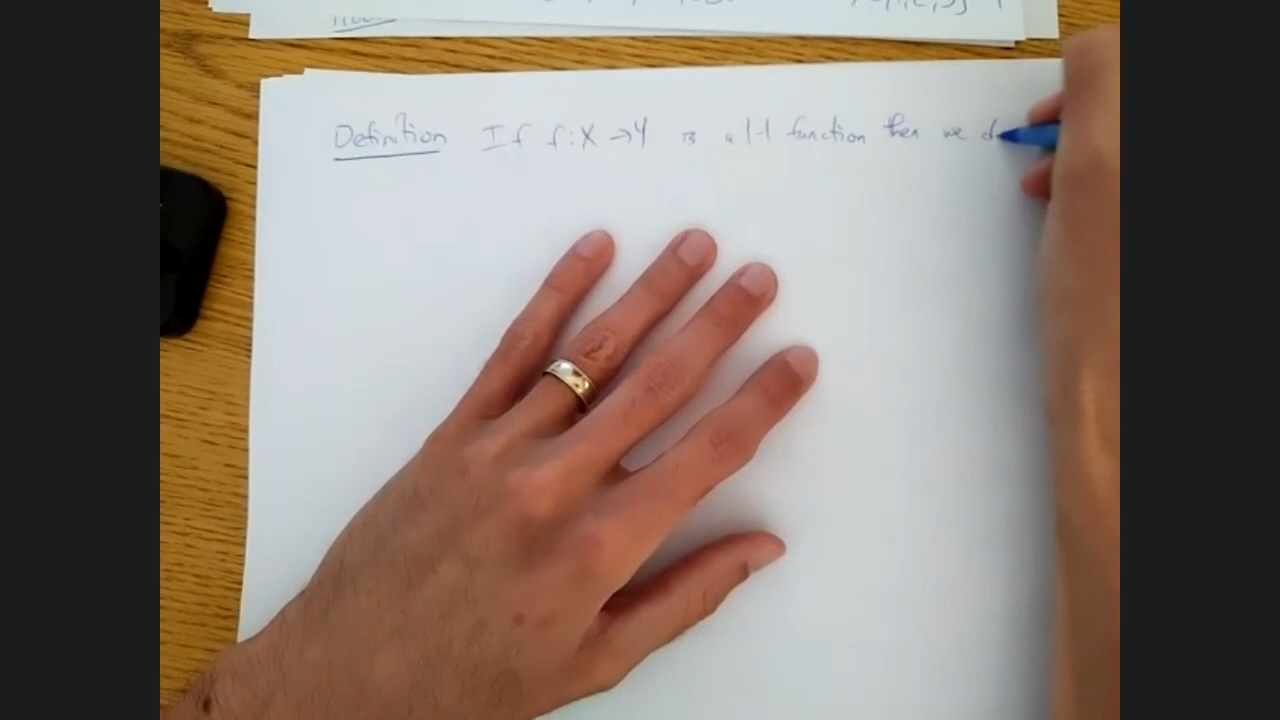 Definition If f: X → Y is a 1-1 function then we